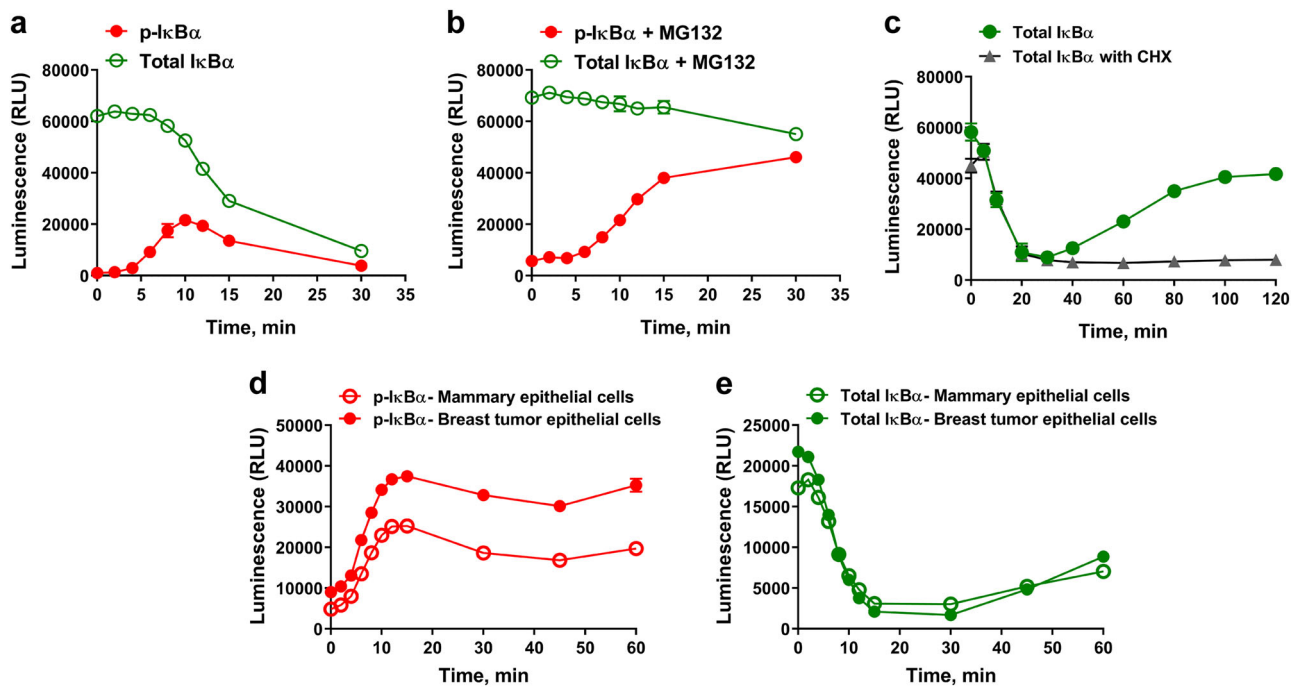 a
p-IκBα
Total IκBα
Luminescence (RLU)
80000
60000
40000
20000
0
0 5 10 15 20 25 30 35
Time, min
b
p-IκBα + MG132
Total IκBα + MG132
Luminescence (RLU)
80000
60000
40000
20000
0
0 5 10 15 20 25 30 35
Time, min
c
Total IκBα
Total IκBα with CHX
Luminescence (RLU)
80000
60000
40000
20000
0
0 20 40 60 80 100 120
Time, min
d
p-IκBα- Mammary epithelial cells
p-IκBα- Breast tumor epithelial cells
Luminescence (RLU)
50000
40000
30000
20000
10000
0
0 10 20 30 40 50 60
Time, min
e
Total IκBα- Mammary epithelial cells
Total IκBα- Breast tumor epithelial cells
Luminescence (RLU)
25000
20000
15000
10000
5000
0
0 10 20 30 40 50 60
Time, min